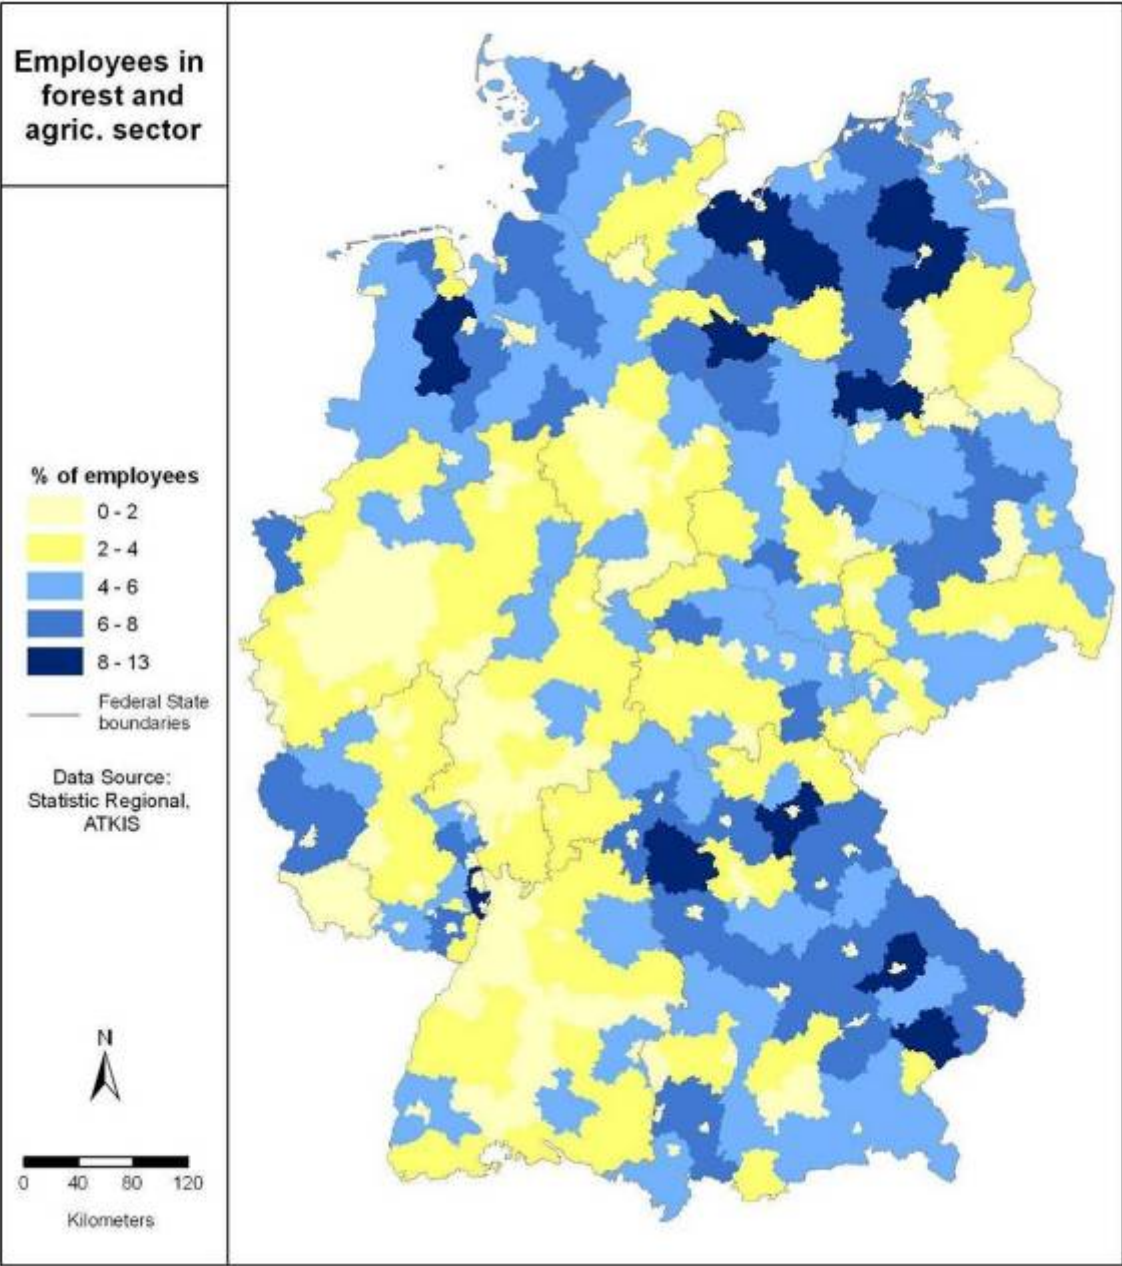 Employees in
forest and
agric. sector
% of employees
0 - 2
2 - 4
4 - 6
6 - 8
8 - 13
Federal State
boundaries
Data Source:
Statistic Regional,
ATKIS
N
0 40 80 120
Kilometers